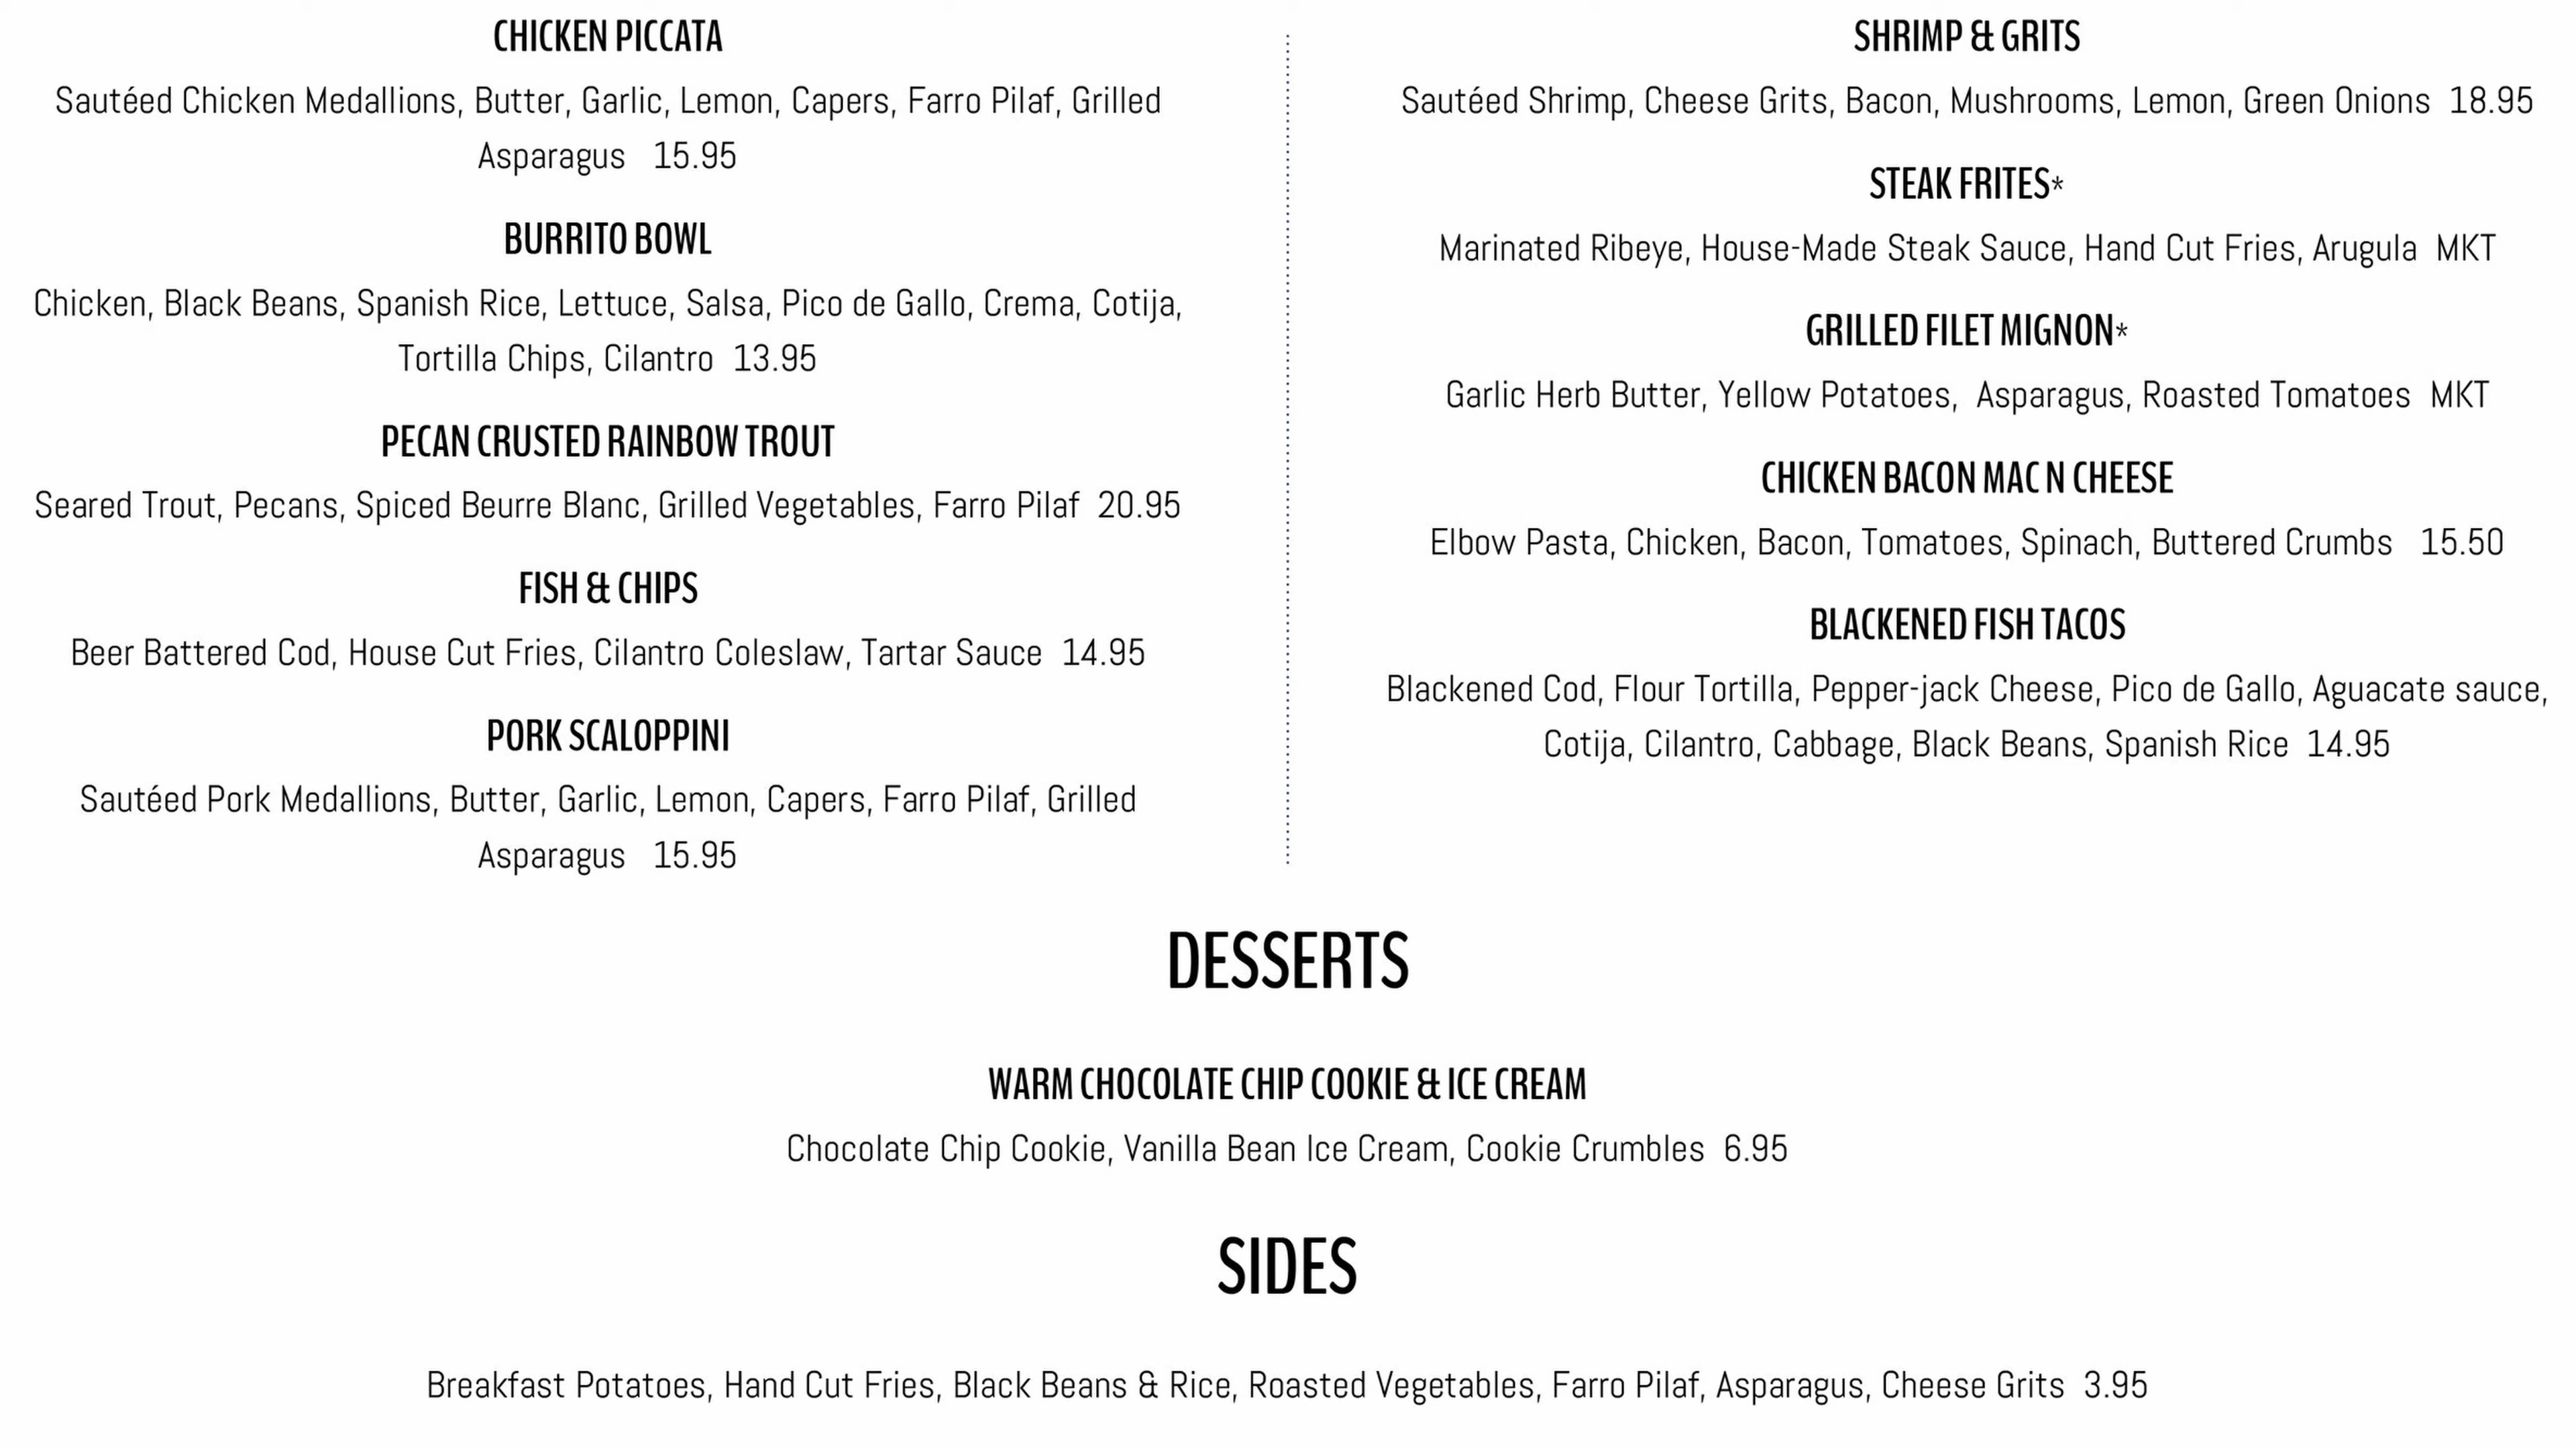 CHICKEN PICCATA
Sautéed Chicken Medallions, Butter, Garlic, Lemon, Capers, Farro Pilaf, Grilled
Asparagus 15.95
BURRITO BOWL
Chicken, Black Beans, Spanish Rice, Lettuce, Salsa, Pico de Gallo, Crema, Cotija,
Tortilla Chips, Cilantro 13.95
PECAN CRUSTED RAINBOW TROUT
Seared Trout, Pecans, Spiced Beurre Blanc, Grilled Vegetables, Farro Pilaf 20.95
FISH & CHIPS
Beer Battered Cod, House Cut Fries, Cilantro Coleslaw, Tartar Sauce 14.95
PORK SCALOPPINI
Sautéed Pork Medallions, Butter, Garlic, Lemon, Capers, Farro Pilaf, Grilled
Asparagus 15.95
SHRIMP & GRITS
Sautéed Shrimp, Cheese Grits, Bacon, Mushrooms, Lemon, Green Onions 18.95
STEAK FRITES*
Marinated Ribeye, House-Made Steak Sauce, Hand Cut Fries, Arugula MKT
GRILLED FILET MIGNON*
Garlic Herb Butter, Yellow Potatoes, Asparagus, Roasted Tomatoes MKT
CHICKEN BACON MAC N CHEESE
Elbow Pasta, Chicken, Bacon, Tomatoes, Spinach, Buttered Crumbs 15.50
BLACKENED FISH TACOS
Blackened Cod, Flour Tortilla, Pepper-jack Cheese, Pico de Gallo, Aguacate sauce,
Cotija, Cilantro, Cabbage, Black Beans, Spanish Rice 14.95
DESSERTS
WARM CHOCOLATE CHIP COOKIE & ICE CREAM
Chocolate Chip Cookie, Vanilla Bean Ice Cream, Cookie Crumbles 6.95
SIDES
Breakfast Potatoes, Hand Cut Fries, Black Beans & Rice, Roasted Vegetables, Farro Pilaf, Asparagus, Cheese Grits 3.95